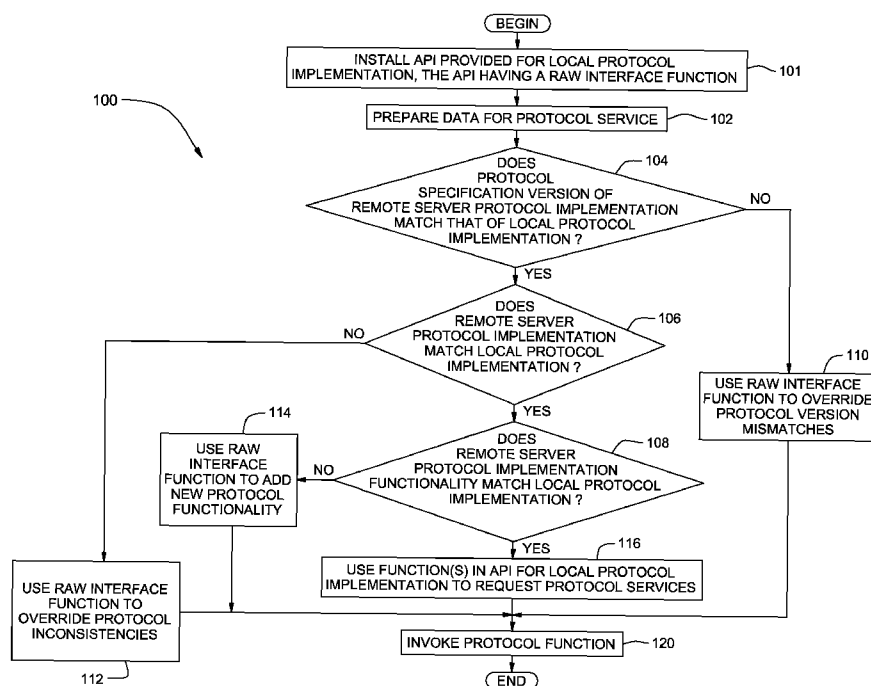 BEGIN
INSTALL API PROVIDED FOR LOCAL PROTOCOL
IMPLEMENTATION, THE API HAVING A RAW INTERFACE FUNCTION
101
100
PREPARE DATA FOR PROTOCOL SERVICE
102
104
DOES
PROTOCOL
SPECIFICATION VERSION OF
REMOTE SERVER PROTOCOL IMPLEMENTATION
MATCH THAT OF LOCAL PROTOCOL
IMPLEMENTATION ?
NO
YES
106
DOES
REMOTE SERVER
PROTOCOL IMPLEMENTATION
MATCH LOCAL PROTOCOL
IMPLEMENTATION ?
NO
YES
110
USE RAW INTERFACE
FUNCTION TO OVERRIDE
PROTOCOL VERSION
MISMATCHES
108
DOES
REMOTE SERVER
PROTOCOL IMPLEMENTATION
FUNCTIONALITY MATCH LOCAL PROTOCOL
IMPLEMENTATION ?
NO
YES
114
USE RAW
INTERFACE
FUNCTION TO ADD
NEW PROTOCOL
FUNCTIONALITY
116
USE FUNCTION(S) IN API FOR LOCAL PROTOCOL
IMPLEMENTATION TO REQUEST PROTOCOL SERVICES
USE RAW INTERFACE
FUNCTION TO
OVERRIDE PROTOCOL
INCONSISTENCIES
112
INVOKE PROTOCOL FUNCTION
120
END